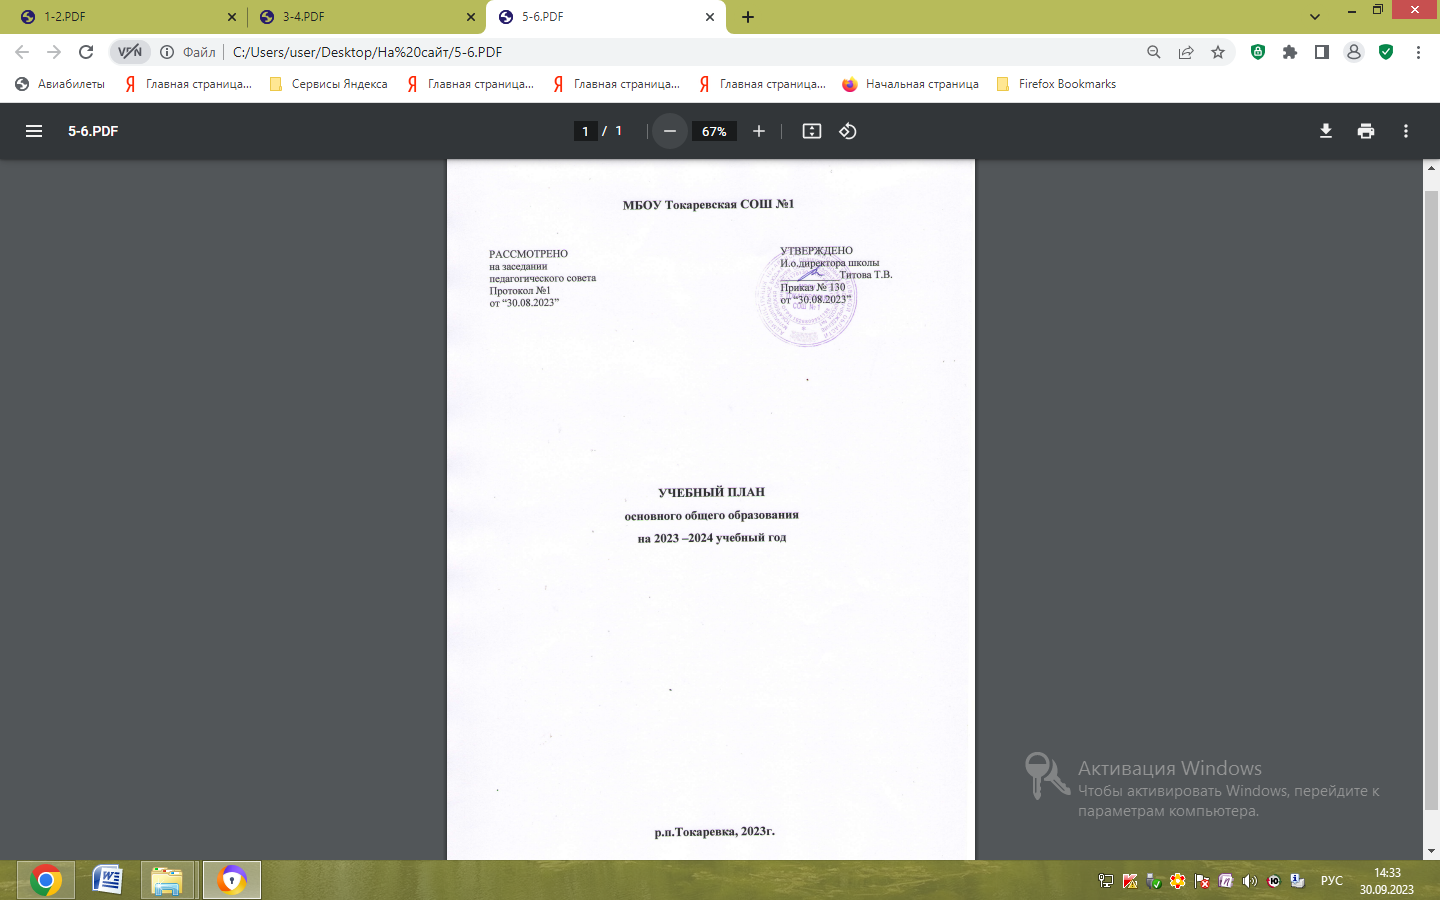 1-2.PDF
3-4.PDF
5-6.PDF
VPN
Файл
C:/Users/user/Desktop/На%20сайт/5-6.PDF
Авиабилеты
Главная страница...
Сервисы Яндекса
Главная страница...
Главная страница...
Главная страница...
Начальная страница
Firefox Bookmarks
5-6.PDF
1 / 1
67%
МБОУ Токаревская СОШ №1
РАССМОТРЕНО
на заседании
педагогического совета
Протокол №1
от “30.08.2023”
УТВЕРЖДЕНО
И.о.директора школы
Титова Т.В.
Приказ № 130
от “30.08.2023”
СОШ №1
УЧЕБНЫЙ ПЛАН
основного общего образования
на 2023 –2024 учебный год
р.п.Токаревка, 2023г.
Активация Windows
Чтобы активировать Windows, перейдите к
параметрам компьютера.
РУС
14:33
30.09.2023